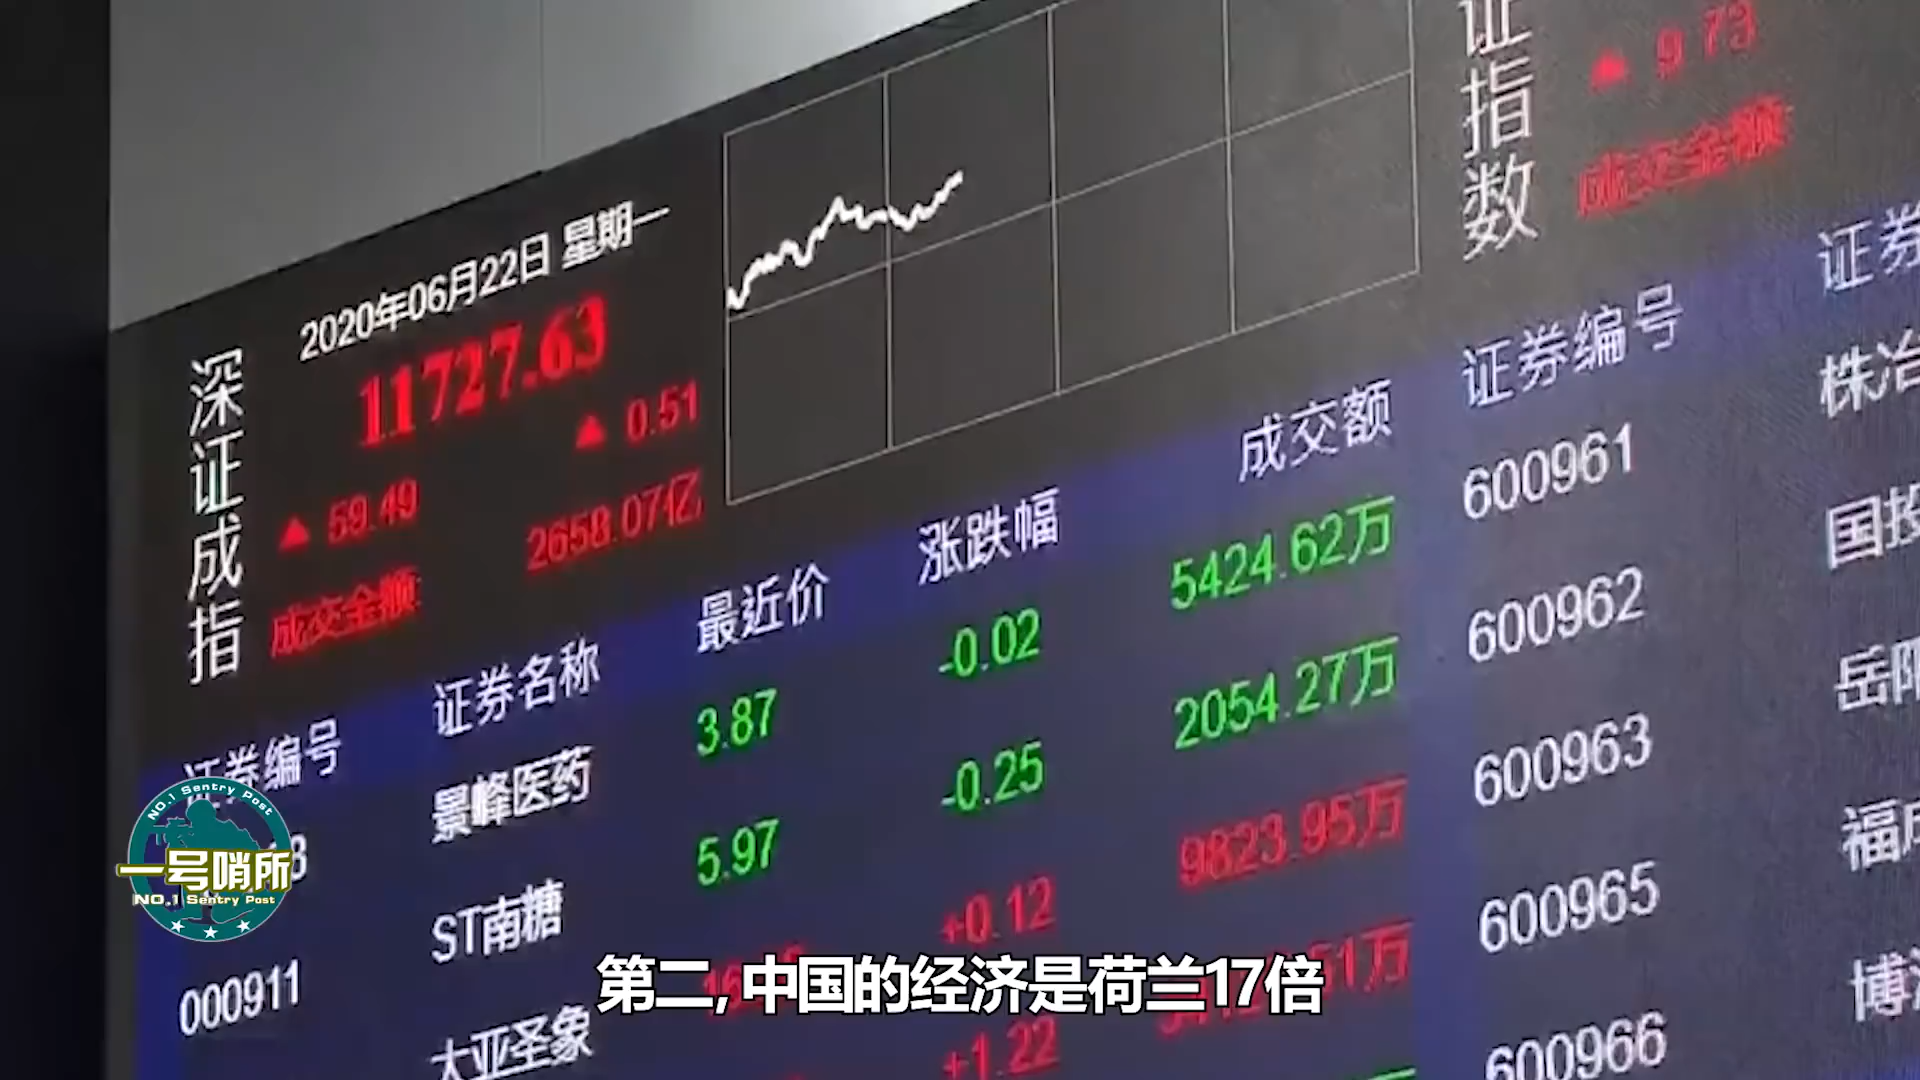 2020年06月22日 星期一
深证成指
11727.63
▲ 59.49
▲ 0.51
成交金额:
2658.07亿
证指数
▲ 9.73
成交金额:
证券编号
证券名称
最近价
涨跌幅
成交额
景峰医药
3.87
-0.02
5424.62万
ST南糖
5.97
-0.25
2054.27万
000911
大亚圣象
+0.12
9823.95万
+1.22
51万
证券编号
证券
600961
株冶
600962
国投
600963
岳阳
600965
福成
600966
博汇
NO.1 Sentry Post
一号哨所
NO.1 Sentry Post
第二, 中国的经济是荷兰17倍